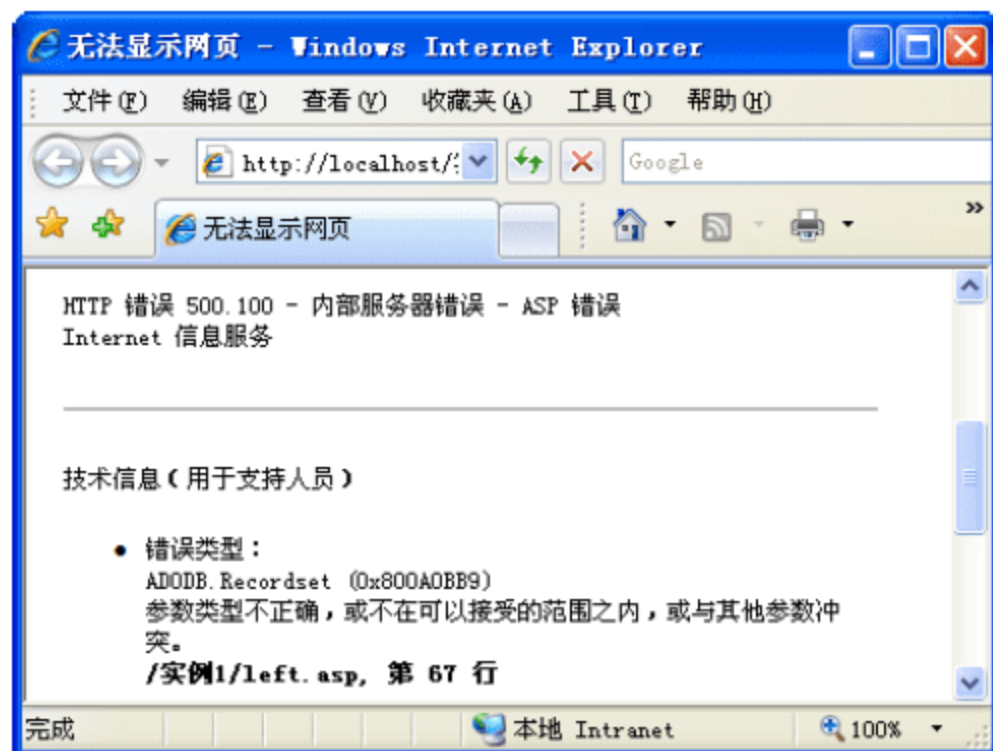 无法显示网页 - Windows Internet Explorer
文件(F) 编辑(E) 查看(V) 收藏夹(A) 工具(T) 帮助(H)
http://localhost/ Google
无法显示网页 »
HTTP 错误 500.100 - 内部服务器错误 - ASP 错误
Internet 信息服务
技术信息(用于支持人员)
• 错误类型:
ADODB.Recordset (0x800A0BB9)
参数类型不正确,或不在可以接受的范围之内,或与其他参数冲
突。
/实例1/left.asp, 第 67 行
完成 本地 Intranet 100%